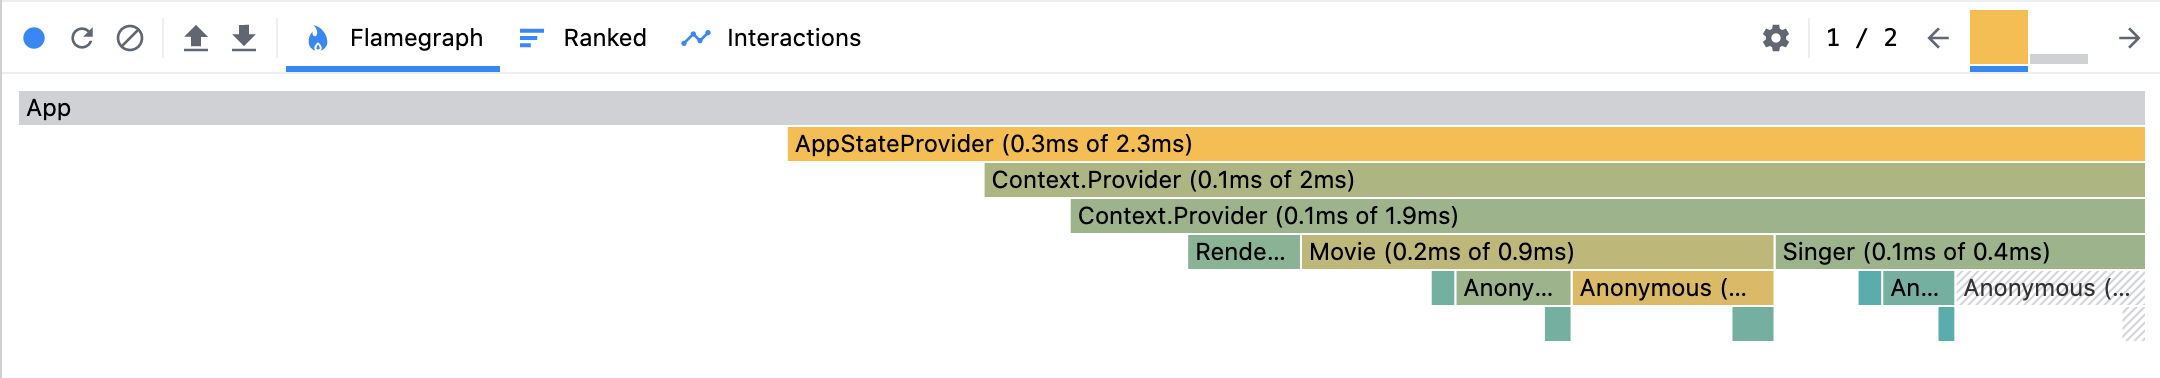 Flamegraph Ranked Interactions 1 / 2
App
AppStateProvider (0.3ms of 2.3ms)
Context.Provider (0.1ms of 2ms)
Context.Provider (0.1ms of 1.9ms)
Rende... Movie (0.2ms of 0.9ms) Singer (0.1ms of 0.4ms)
Anony... Anonymous (... An... Anonymous (...